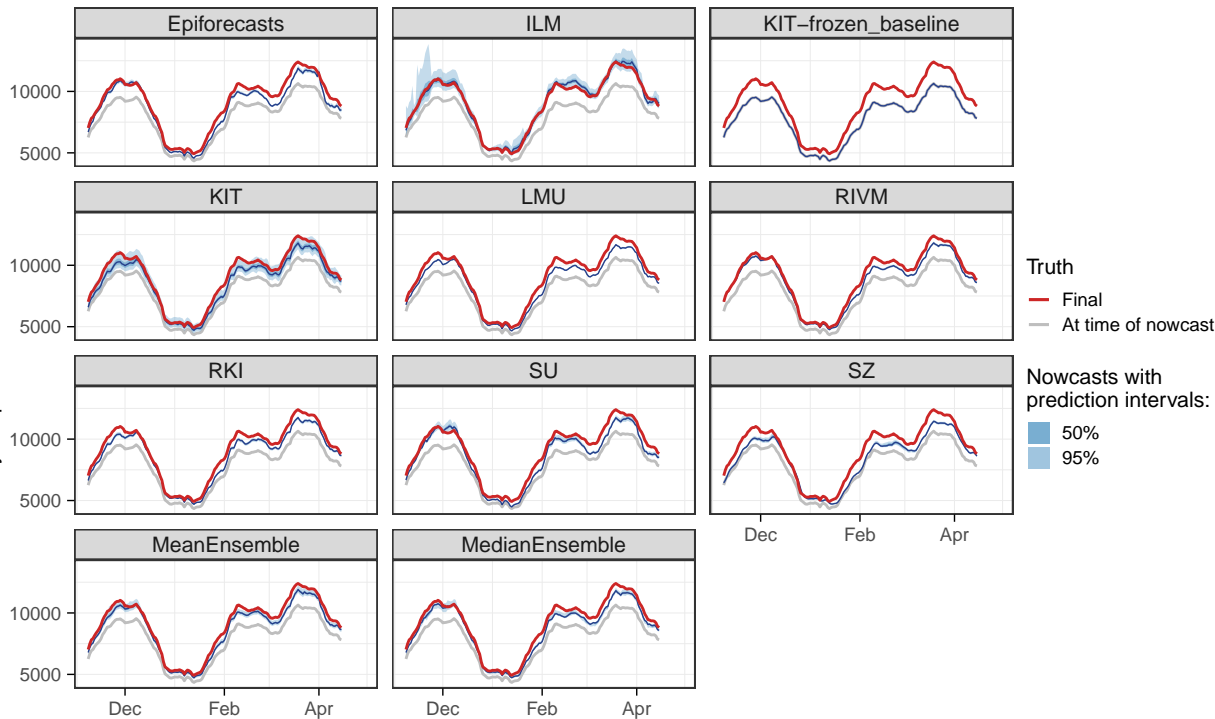 Epiforecasts ILM KIT−frozen_baseline
10000
5000
KIT LMU RIVM
10000
5000
RKI SU SZ
10000
5000
Dec Feb Apr
MeanEnsemble MedianEnsemble
10000
5000
Dec Feb Apr Dec Feb Apr
Truth
Final
At time of nowcast
Nowcasts with
prediction intervals:
50%
95%